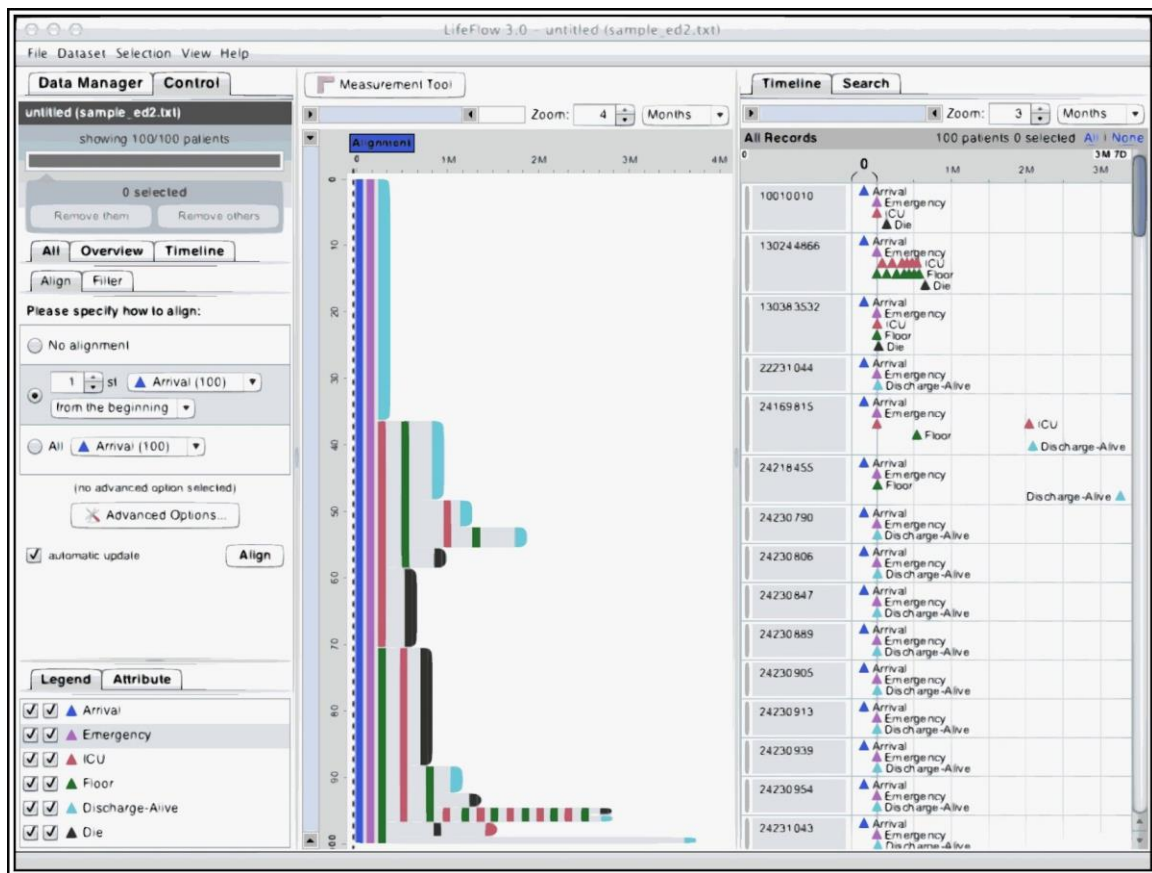 LifeFlow 3.0 - untitled (sample_ed2.txt)
File Dataset Selection View Help
Data Manager Control
untitled (sample_ed2.txt)
showing 100/100 patients
0 selected
Remove them Remove others
All Overview Timeline
Align Filter
Please specify how to align:
No alignment
1 st Arrival (100)
from the beginning
All Arrival (100)
(no advanced option selected)
Advanced Options...
automatic update Align
Legend Attribute
Arrival
Emergency
ICU
Floor
Discharge-Alive
Die
Measurement Tool
Zoom: 4 Months
Alignment
0 1M 2M 3M 4M
0
10
20
30
40
50
60
70
80
90
100
Timeline Search
Zoom: 3 Months
All Records 100 patients 0 selected All | None
0 3M 7D
0 1M 2M 3M
10010010
Arrival
Emergency
ICU
Die
130244866
Arrival
Emergency
ICU
Floor
Die
130383532
Arrival
Emergency
ICU
Floor
Die
22231044
Arrival
Emergency
Discharge-Alive
24169815
Arrival
Emergency
ICU
Floor
Discharge-Alive
24218455
Arrival
Emergency
Floor
Discharge-Alive
24230790
Arrival
Emergency
Discharge-Alive
24230806
Arrival
Emergency
Discharge-Alive
24230847
Arrival
Emergency
Discharge-Alive
24230889
Arrival
Emergency
Discharge-Alive
24230905
Arrival
Emergency
Discharge-Alive
24230913
Arrival
Emergency
Discharge-Alive
24230939
Arrival
Emergency
Discharge-Alive
24230954
Arrival
Emergency
Discharge-Alive
24231043
Arrival
Emergency
Discharge-Alive